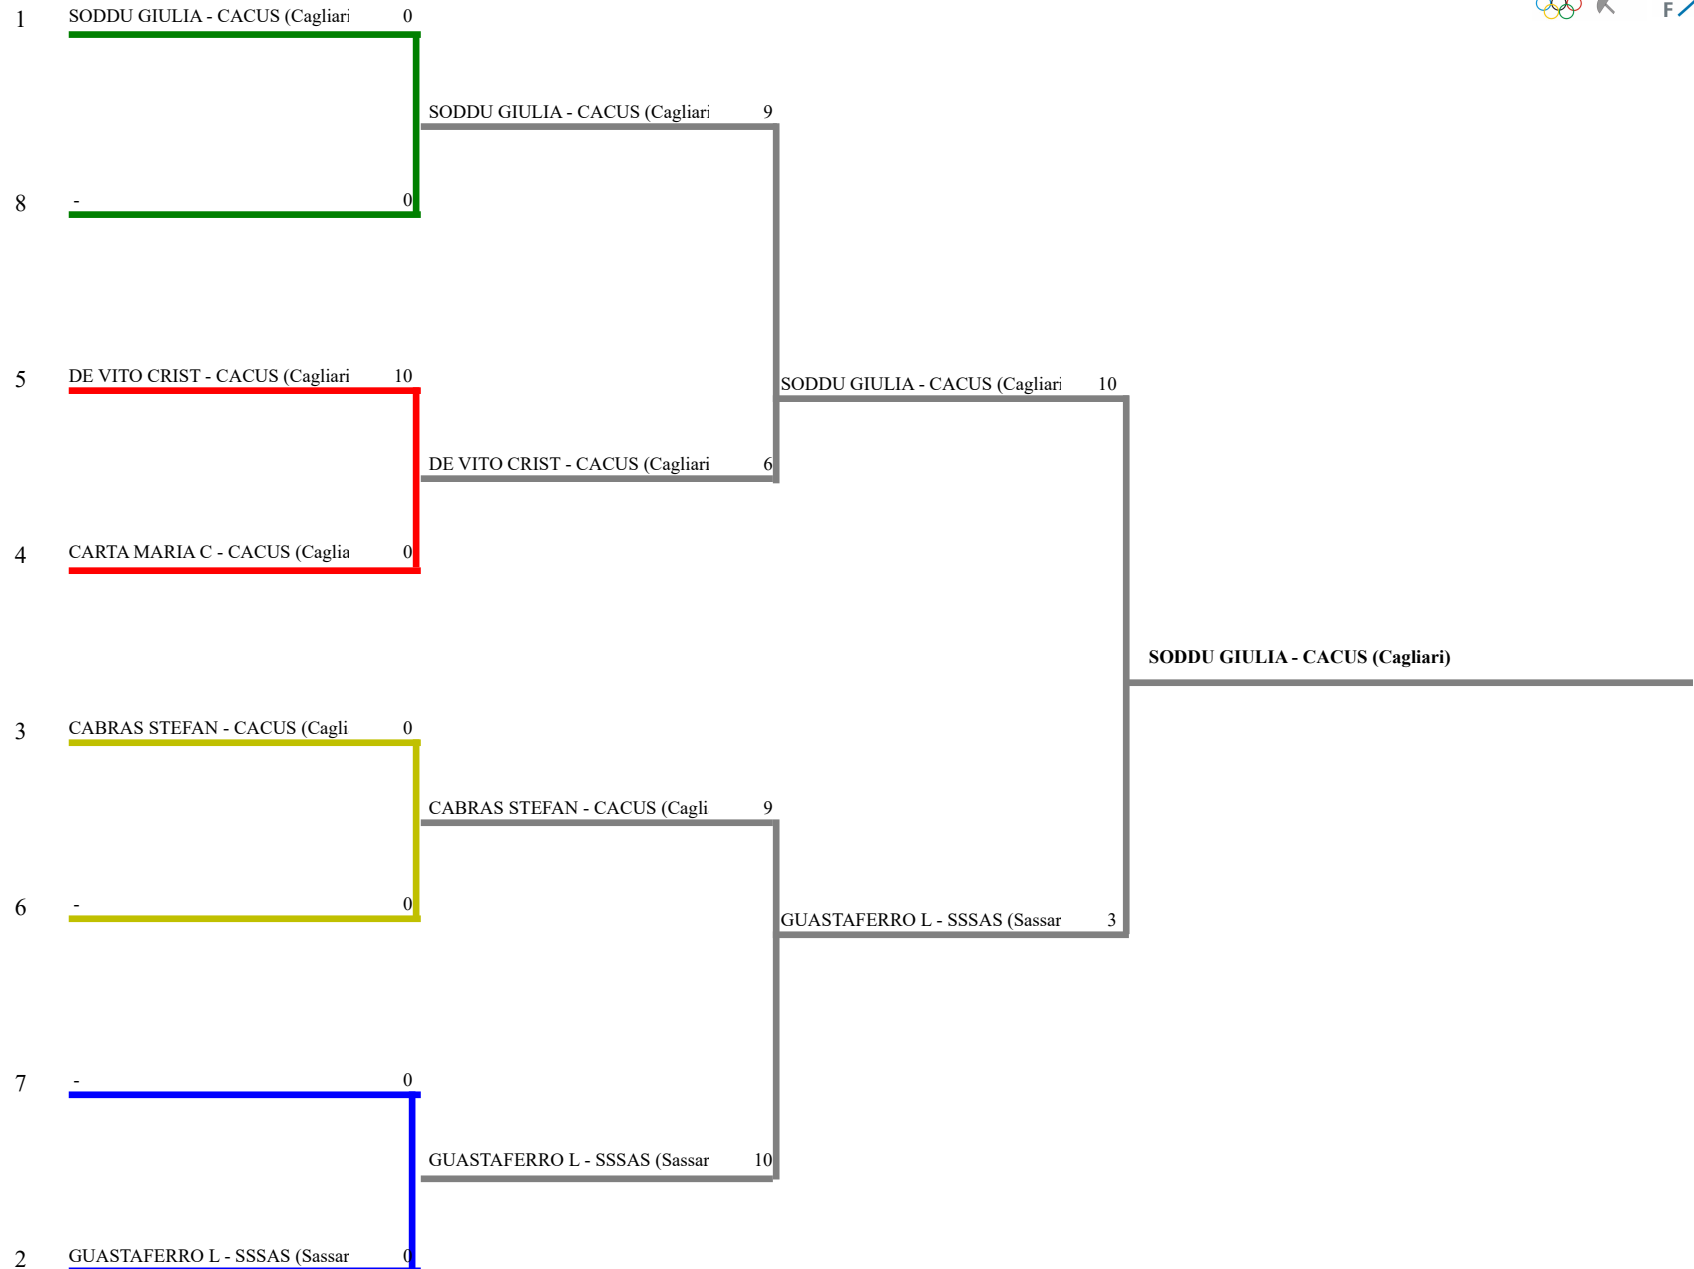 1 SODDU GIULIA - CACUS (Cagliari 0
SODDU GIULIA - CACUS (Cagliari 9
8 - 0
5 DE VITO CRIST - CACUS (Cagliari 10
SODDU GIULIA - CACUS (Cagliari 10
DE VITO CRIST - CACUS (Cagliari 6
4 CARTA MARIA C - CACUS (Caglia 0
SODDU GIULIA - CACUS (Cagliari)
3 CABRAS STEFAN - CACUS (Cagli 0
CABRAS STEFAN - CACUS (Cagli 9
6 - 0
GUASTAFERRO L - SSSAS (Sassar 3
7 - 0
GUASTAFERRO L - SSSAS (Sassar 10
2 GUASTAFERRO L - SSSAS (Sassar 0
F